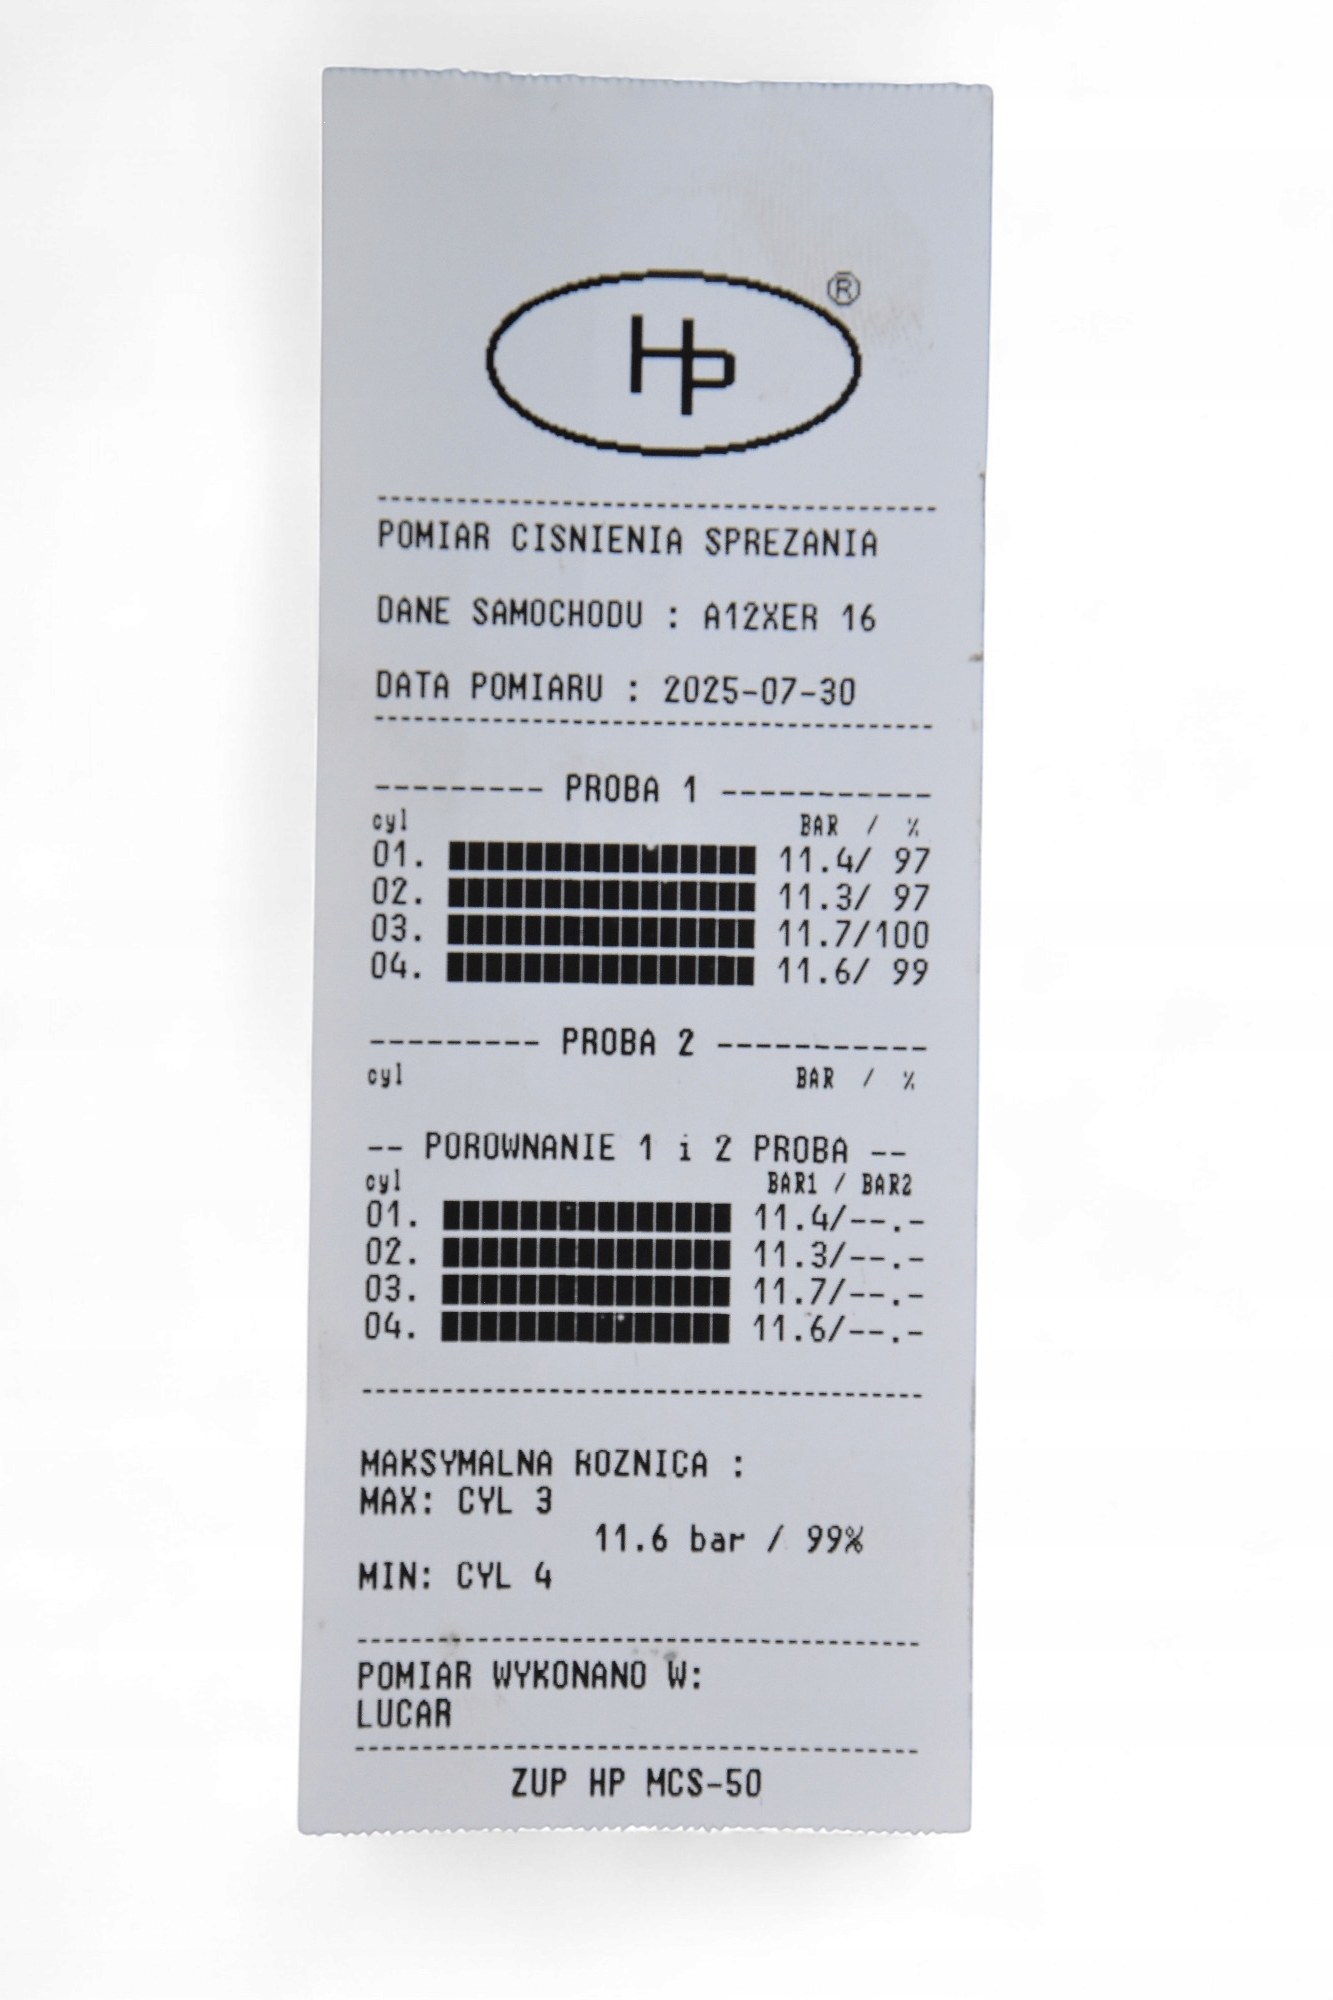 HP ®
POMIAR CISNIENIA SPREZANIA
DANE SAMOCHODU : A12XER 16
DATA POMIARU : 2025-07-30
--------- PROBA 1 -----------
cyl BAR / %
01. 11.4/ 97
02. 11.3/ 97
03. 11.7/100
04. 11.6/ 99
--------- PROBA 2 -----------
cyl BAR / %
-- POROWNANIE 1 i 2 PROBA --
cyl BAR1 / BAR2
01. 11.4/--.-
02. 11.3/--.-
03. 11.7/--.-
04. 11.6/--.-
MAKSYMALNA ROZNICA :
MAX: CYL 3
11.6 bar / 99%
MIN: CYL 4
POMIAR WYKONANO W:
LUCAR
ZUP HP MCS-50